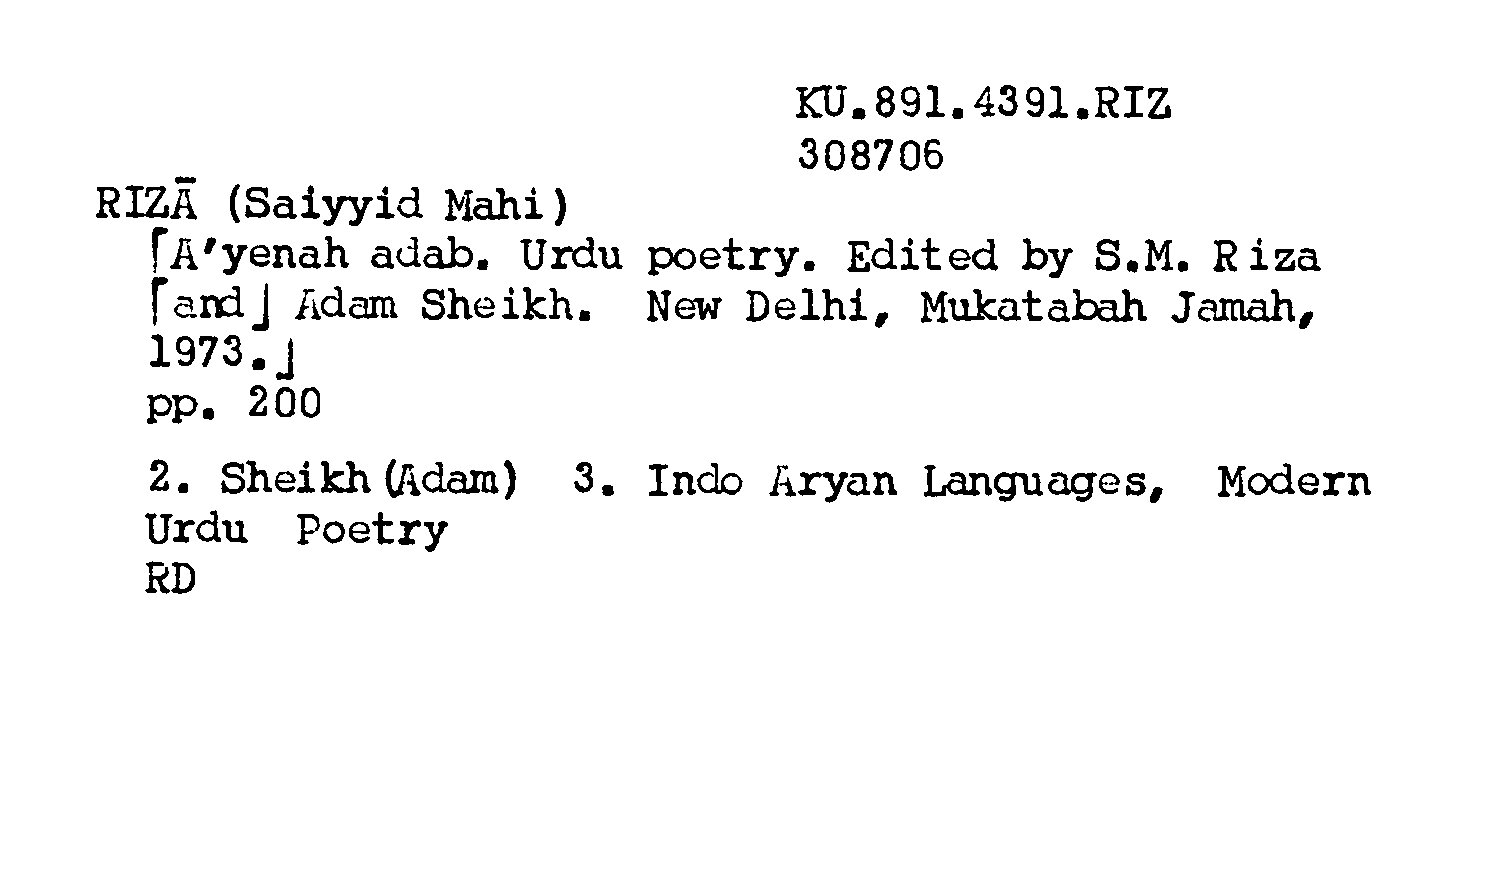 KU.891.4391.RIZ
308706
RIZĀ (Saiyyid Mahi)
⌈A'yenah adab. Urdu poetry. Edited by S.M. Riza
⌈and⌋ Adam Sheikh. New Delhi, Mukatabah Jamah,
1973.⌋
pp. 200
2. Sheikh (Adam) 3. Indo Aryan Languages, Modern
Urdu Poetry
RD